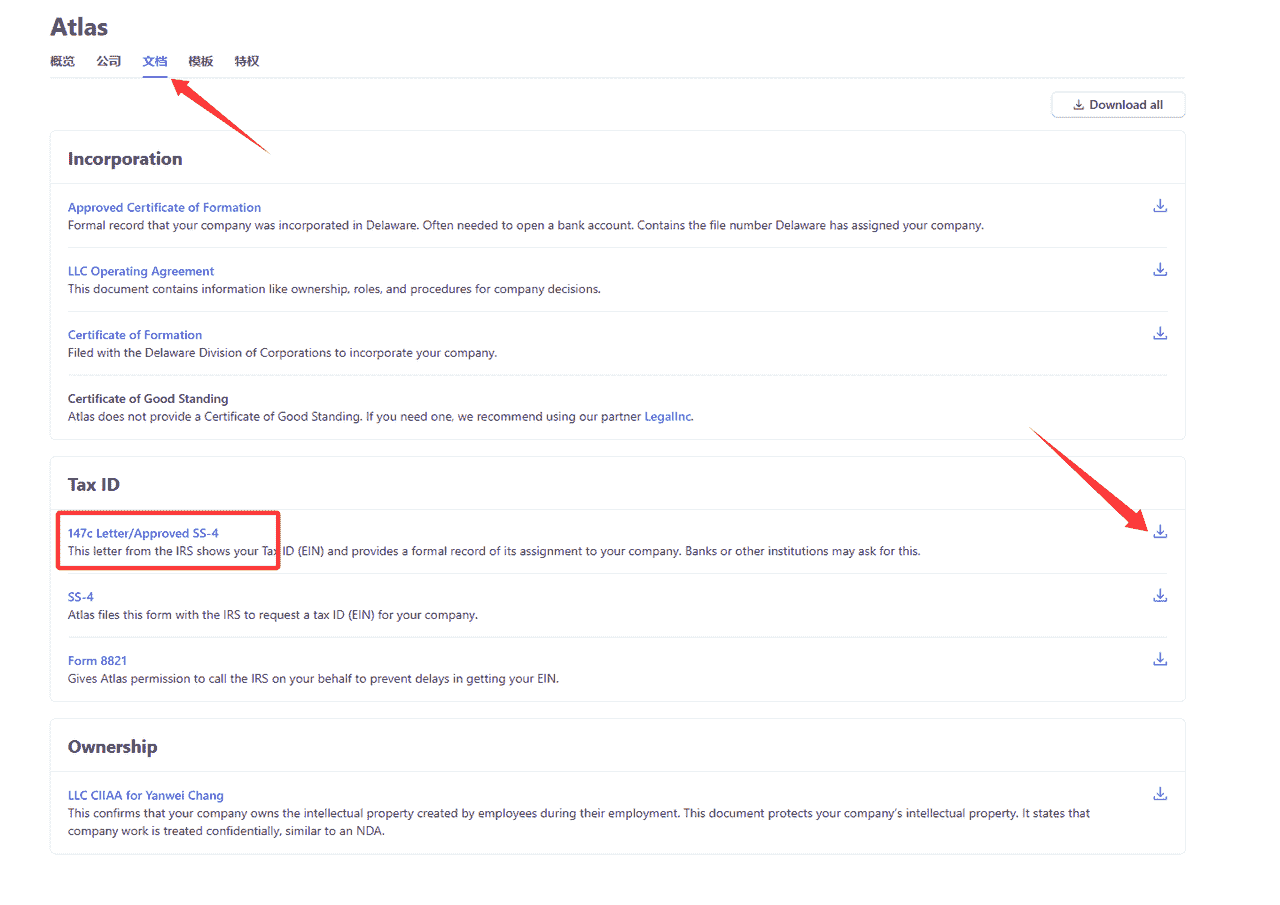 Atlas
概览 公司 文档 模板 特权
Download all
Incorporation
Approved Certificate of Formation
Formal record that your company was incorporated in Delaware. Often needed to open a bank account. Contains the file number Delaware has assigned your company.
LLC Operating Agreement
This document contains information like ownership, roles, and procedures for company decisions.
Certificate of Formation
Filed with the Delaware Division of Corporations to incorporate your company.
Certificate of Good Standing
Atlas does not provide a Certificate of Good Standing. If you need one, we recommend using our partner LegalInc.
Tax ID
147c Letter/Approved SS-4
This letter from the IRS shows your Tax ID (EIN) and provides a formal record of its assignment to your company. Banks or other institutions may ask for this.
SS-4
Atlas files this form with the IRS to request a tax ID (EIN) for your company.
Form 8821
Gives Atlas permission to call the IRS on your behalf to prevent delays in getting your EIN.
Ownership
LLC CIIAA for Yanwei Chang
This confirms that your company owns the intellectual property created by employees during their employment. This document protects your company's intellectual property. It states that
company work is treated confidentially, similar to an NDA.